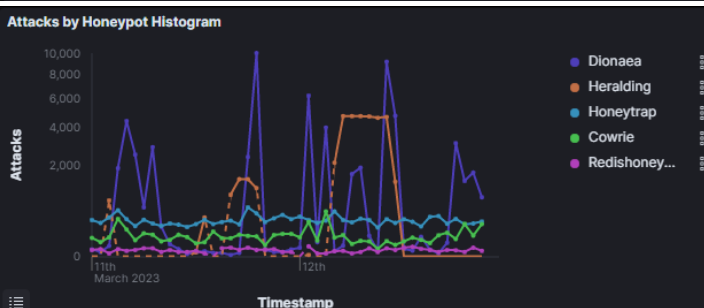 Attacks by Honeypot Histogram
10,000
8,000
6,000
4,000
2,000
0
Attacks
11th
March 2023
12th
Timestamp
Dionaea
Heralding
Honeytrap
Cowrie
Redishoney...